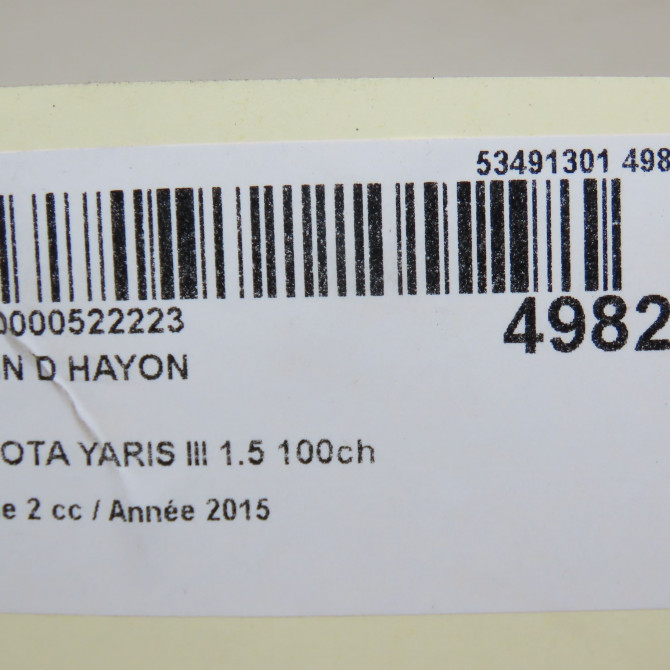 53491301 498
0000522223
4982
N D HAYON
OTA YARIS III 1.5 100ch
e 2 cc / Année 2015